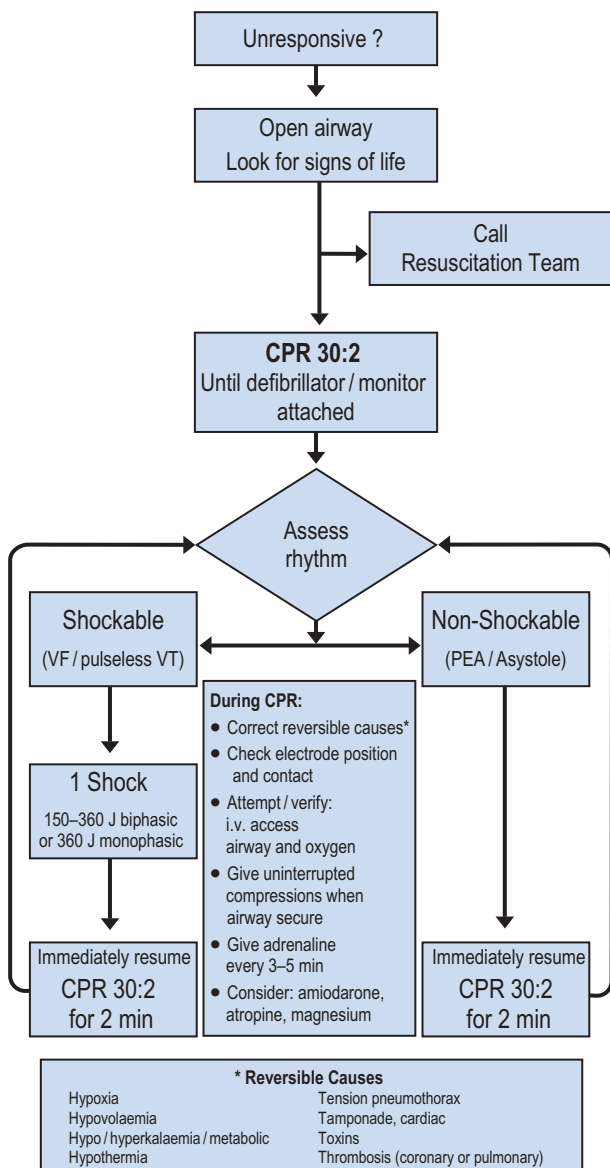 Unresponsive ?
Open airway
Look for signs of life
Call
Resuscitation Team
CPR 30:2
Until defibrillator / monitor
attached
Assess
rhythm
Shockable
(VF / pulseless VT)
Non-Shockable
(PEA / Asystole)
1 Shock
150–360 J biphasic
or 360 J monophasic
During CPR:
● Correct reversible causes*
● Check electrode position
and contact
● Attempt / verify:
i.v. access
airway and oxygen
● Give uninterrupted
compressions when
airway secure
● Give adrenaline
every 3–5 min
● Consider: amiodarone,
atropine, magnesium
Immediately resume
CPR 30:2
for 2 min
Immediately resume
CPR 30:2
for 2 min
* Reversible Causes
Hypoxia
Hypovolaemia
Hypo / hyperkalaemia / metabolic
Hypothermia
Tension pneumothorax
Tamponade, cardiac
Toxins
Thrombosis (coronary or pulmonary)